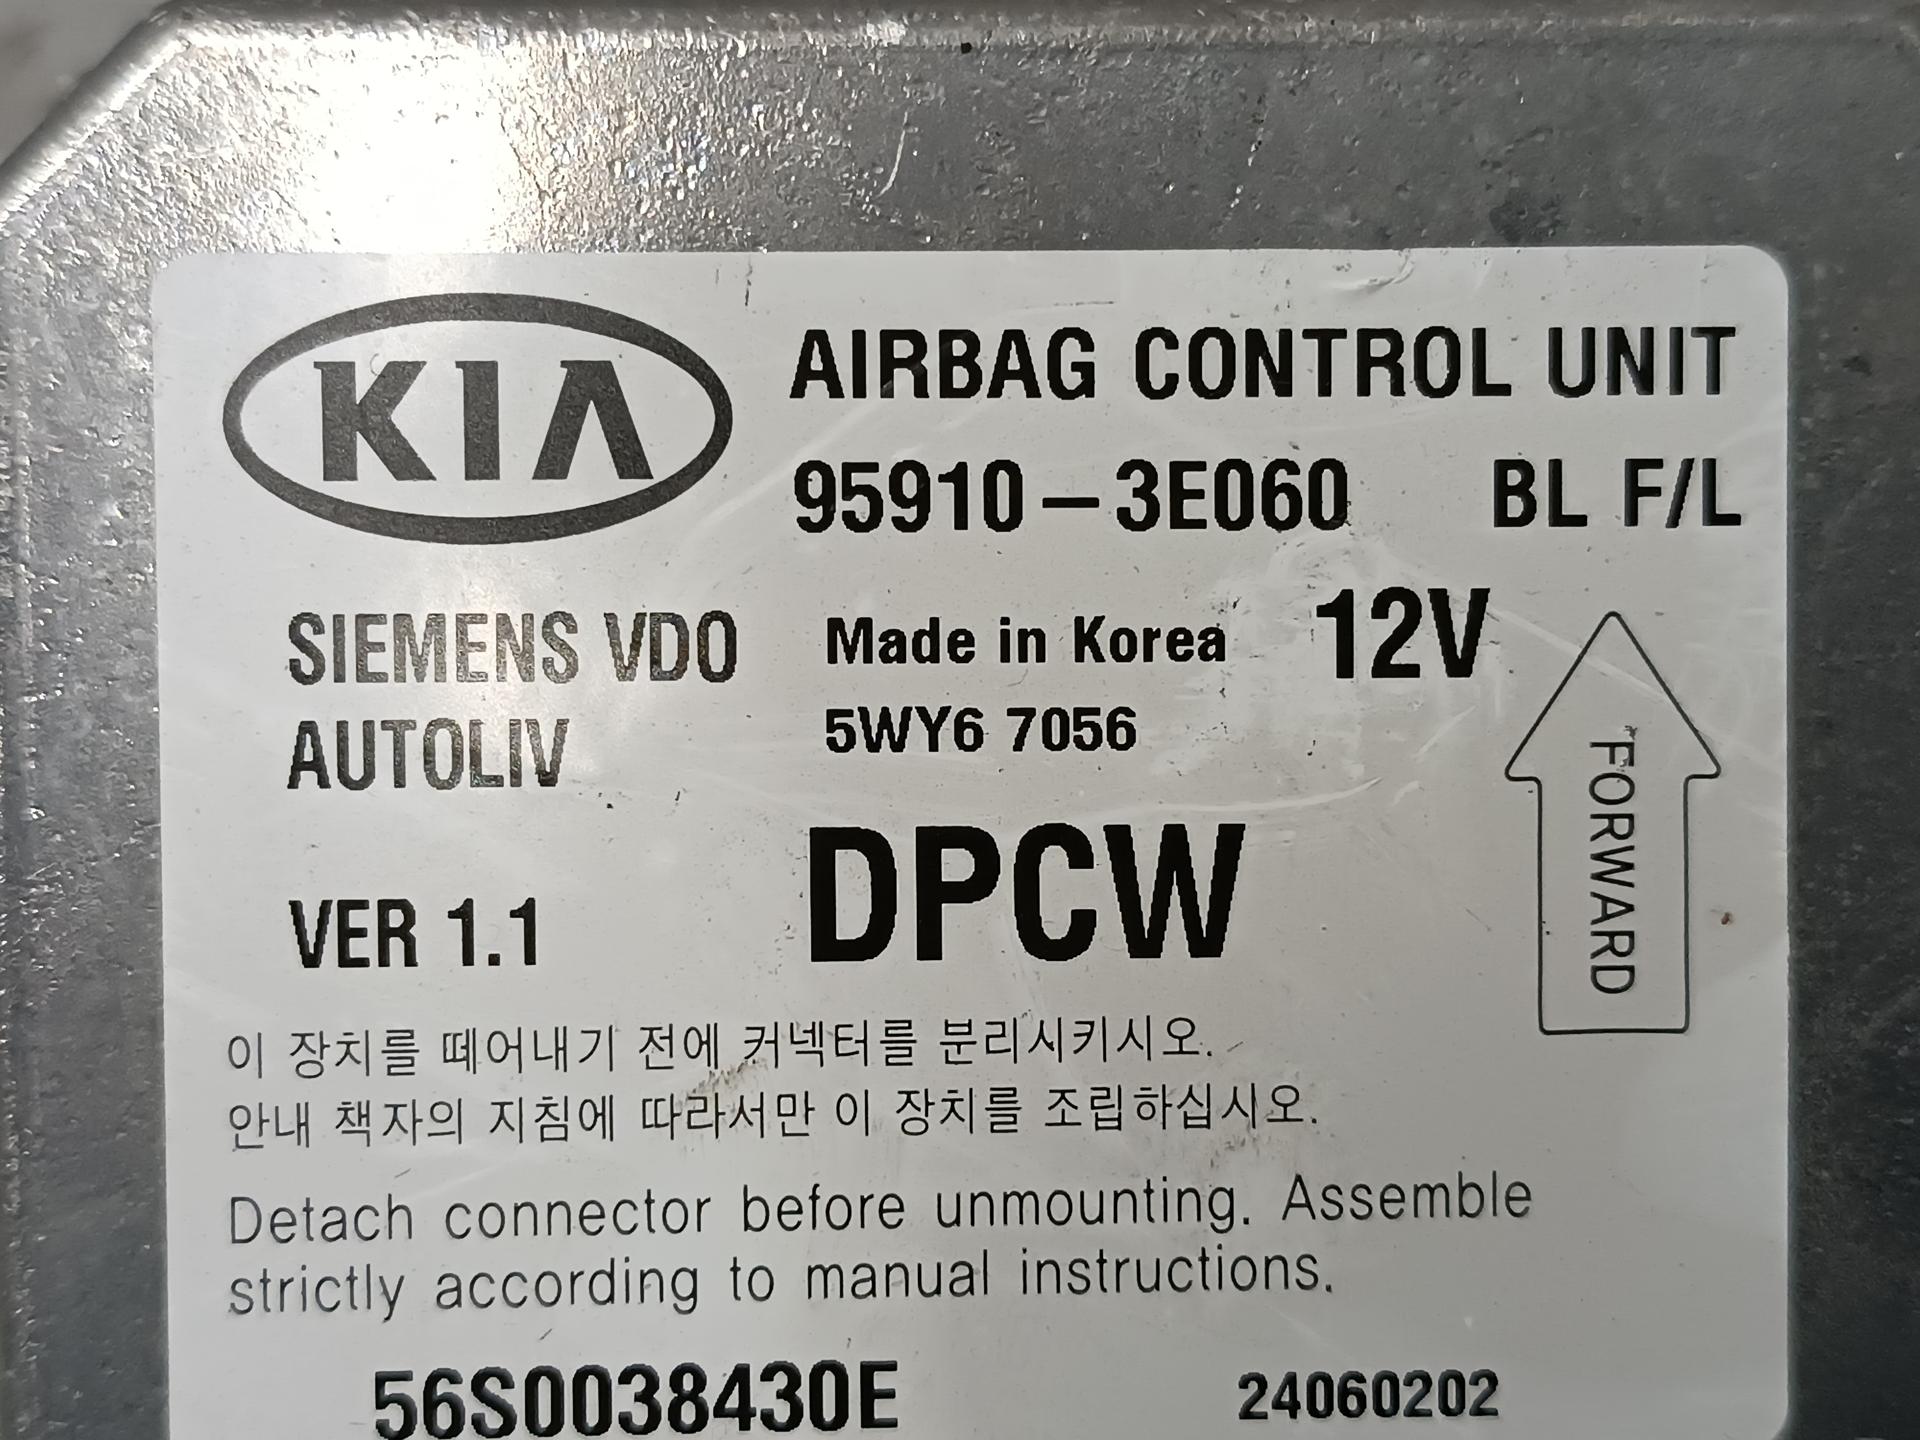 KIA
AIRBAG CONTROL UNIT
95910-3E060 BL F/L
SIEMENS VDO
AUTOLIV
Made in Korea 12V
5WY6 7056
FORWARD
VER 1.1
DPCW
이 장치를 떼어내기 전에 커넥터를 분리시키시오.
안내 책자의 지침에 따라서만 이 장치를 조립하십시오.
Detach connector before unmounting. Assemble
strictly according to manual instructions.
56S0038430E 24060202